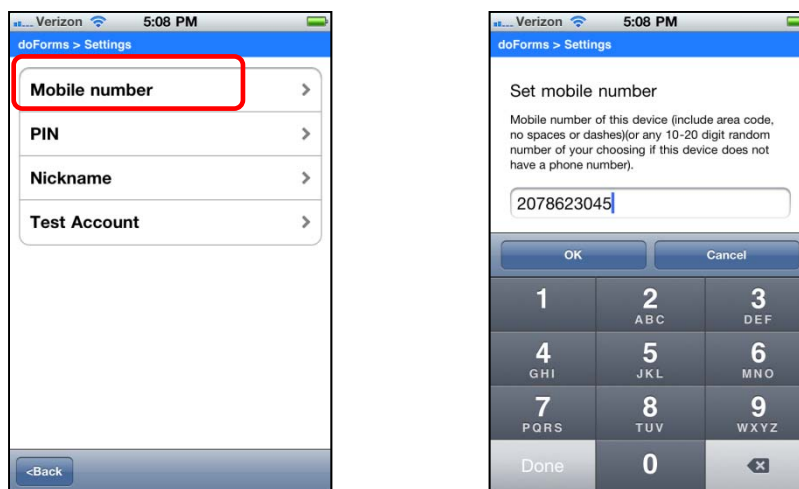 Verizon 5:08 PM
doForms > Settings
Mobile number
PIN
Nickname
Test Account
<Back
Verizon 5:08 PM
doForms > Settings
Set mobile number
Mobile number of this device (include area code,
no spaces or dashes)(or any 10-20 digit random
number of your choosing if this device does not
have a phone number).
2078623045
OK Cancel
1 2 3
ABC DEF
4 5 6
GHI JKL MNO
7 8 9
PQRS TUV WXYZ
Done 0